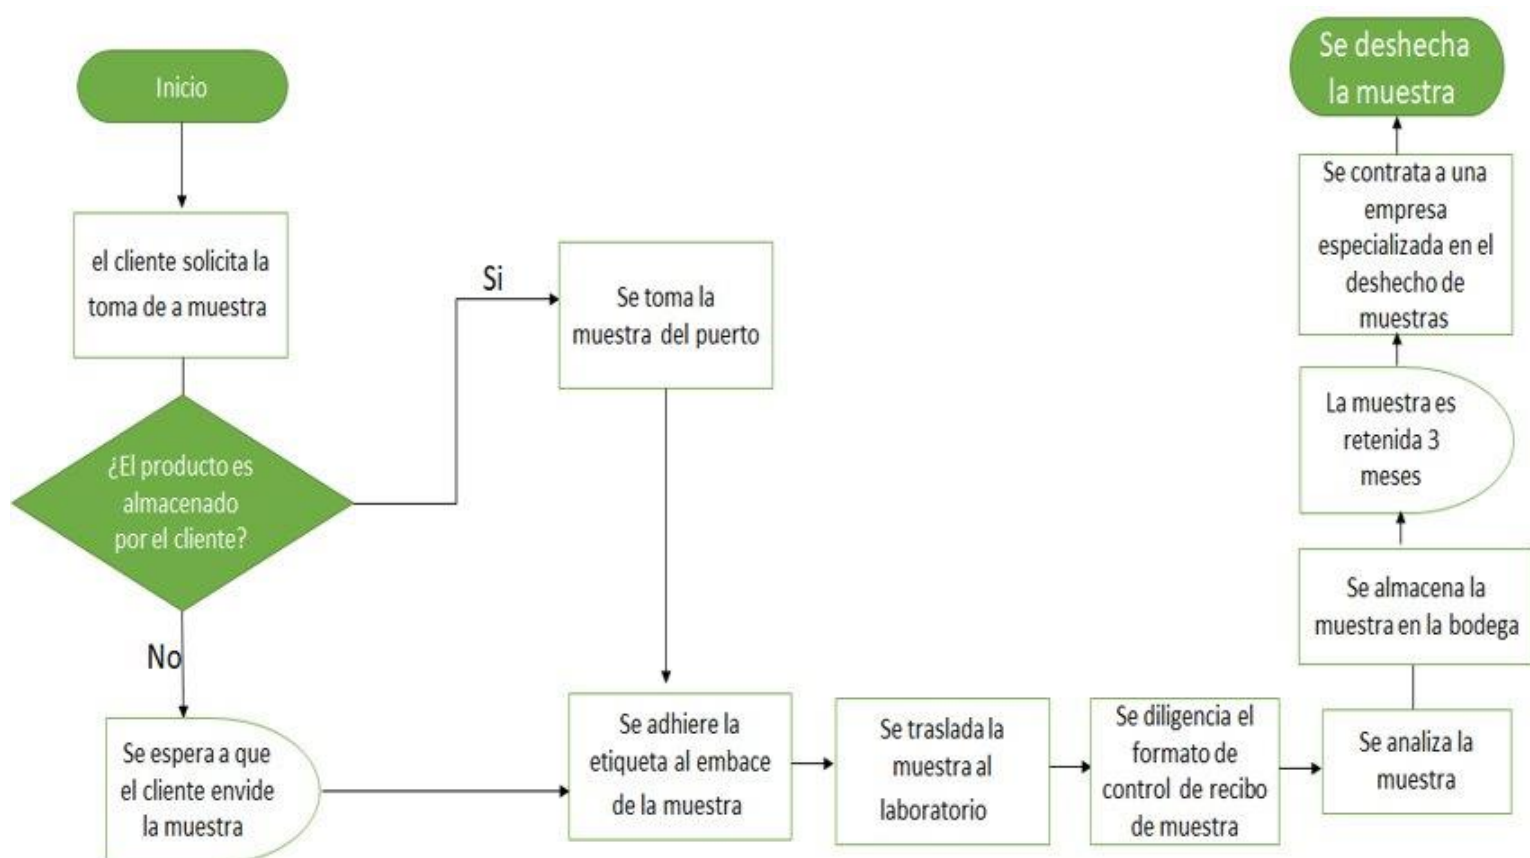 Inicio
el cliente solicita la
toma de a muestra
¿El producto es
almacenado
por el cliente?
Si
No
Se toma la
muestra del puerto
Se espera a que
el cliente envide
la muestra
Se adhiere la
etiqueta al embace
de la muestra
Se traslada la
muestra al
laboratorio
Se diligencia el
formato de
control de recibo
de muestra
Se analiza la
muestra
Se almacena la
muestra en la bodega
La muestra es
retenida 3
meses
Se contrata a una
empresa
especializada en el
deshecho de
muestras
Se deshecha
la muestra